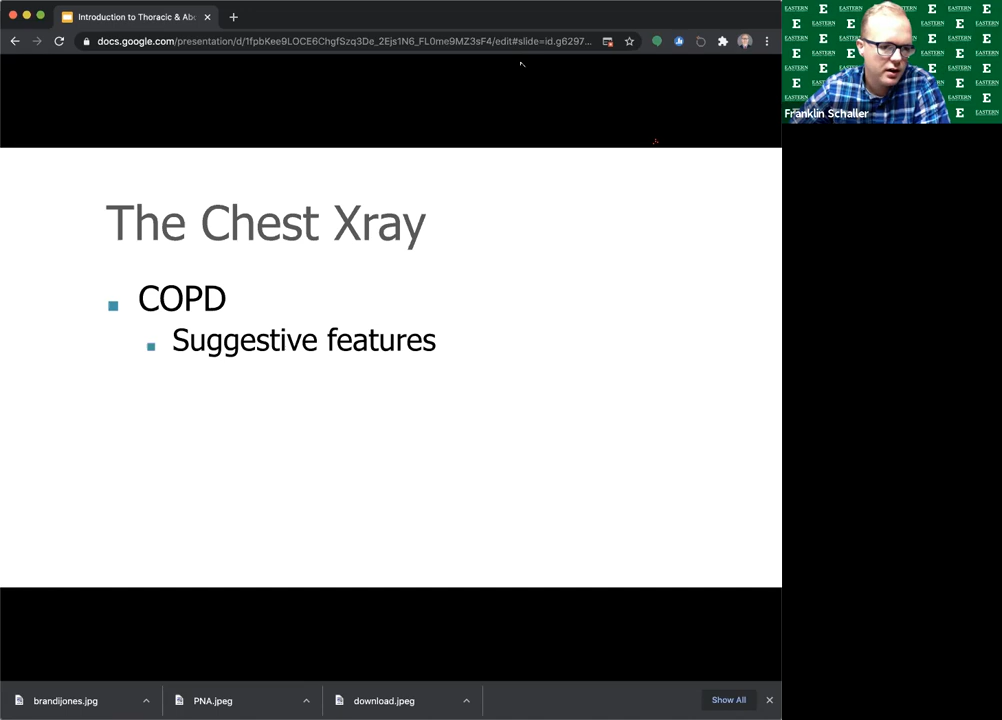 Introduction to Thoracic & Abd
docs.google.com/presentation/d/1fpbKee9LOCE6ChgfSzq3De_2Ejs1N6_FL0me9MZ3sF4/edit#slide=id.g6297...
The Chest Xray
COPD
Suggestive features
brandijones.jpg
PNA.jpeg
download.jpeg
Show All
EASTERN
E
Franklin Schaller